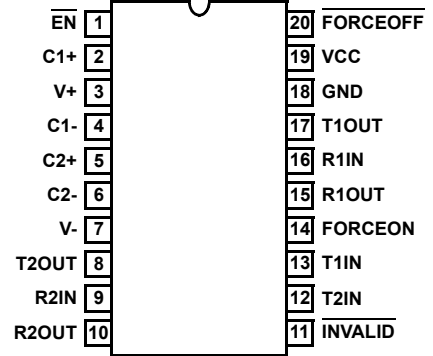 EN 1 20 FORCEOFF
C1+ 2 19 VCC
V+ 3 18 GND
C1- 4 17 T1OUT
C2+ 5 16 R1IN
C2- 6 15 R1OUT
V- 7 14 FORCEON
T2OUT 8 13 T1IN
R2IN 9 12 T2IN
R2OUT 10 11 INVALID